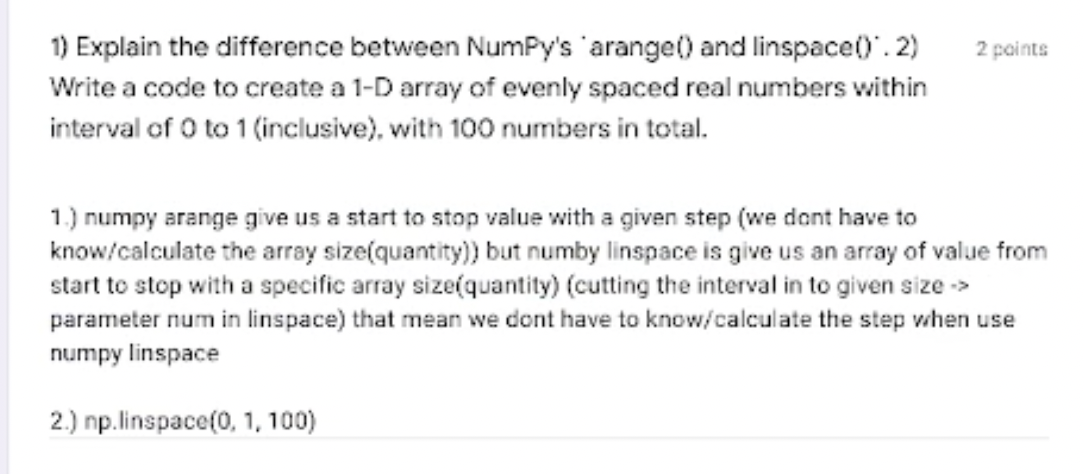 1) Explain the difference between NumPy's `arange() and linspace()`. 2)
2 points
Write a code to create a 1-D array of evenly spaced real numbers within
interval of 0 to 1 (inclusive), with 100 numbers in total.
1.) numpy arange give us a start to stop value with a given step (we dont have to
know/calculate the array size(quantity)) but numby linspace is give us an array of value from
start to stop with a specific array size(quantity) (cutting the interval in to given size ->
parameter num in linspace) that mean we dont have to know/calculate the step when use
numpy linspace
2.) np.linspace(0, 1, 100)